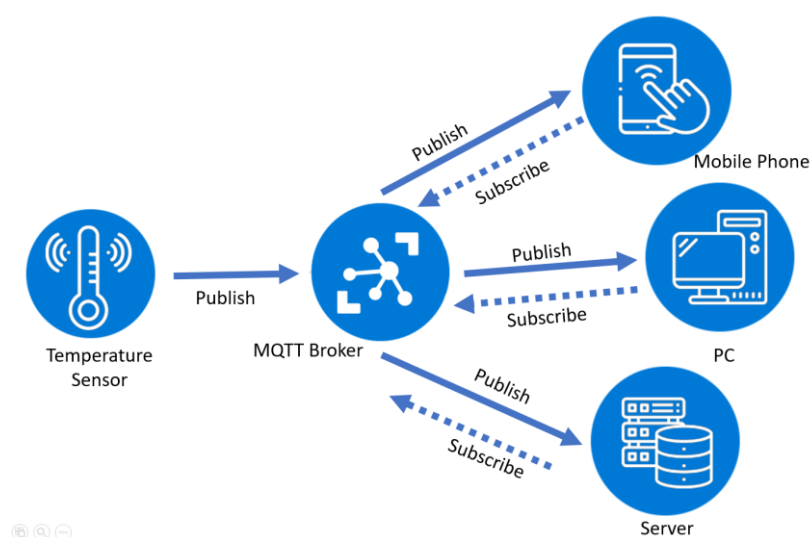 Publish
Subscribe
Mobile Phone
Publish
Subscribe
PC
Publish
Temperature
Sensor
MQTT Broker
Publish
Subscribe
Server